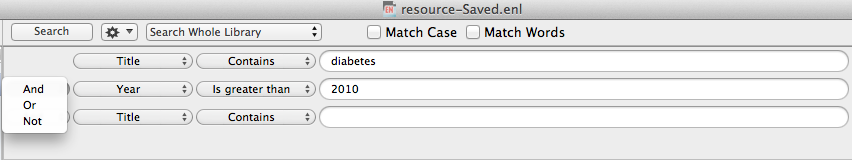 EN resource-Saved.enl
Search Search Whole Library Match Case Match Words
Title Contains diabetes
And Year Is greater than 2010
Or
Not Title Contains